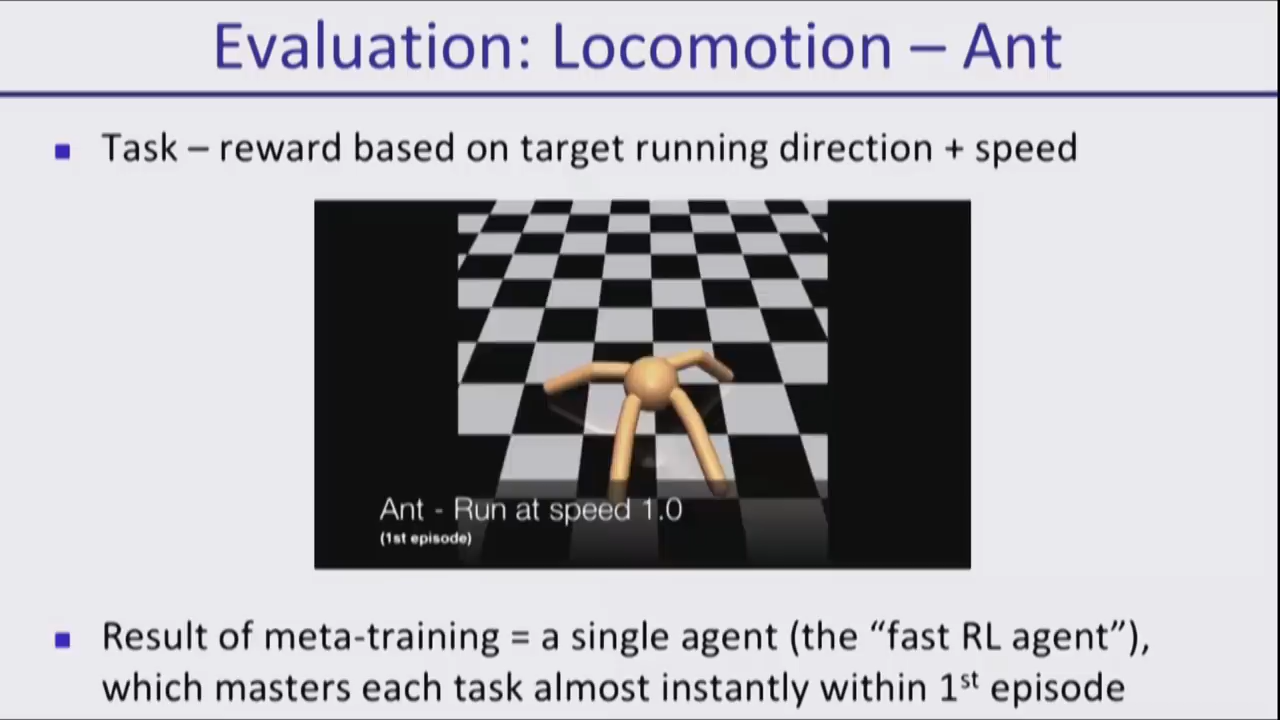 Evaluation: Locomotion – Ant
Task – reward based on target running direction + speed
Ant - Run at speed 1.0
(1st episode)
Result of meta-training = a single agent (the “fast RL agent”),
which masters each task almost instantly within 1st episode